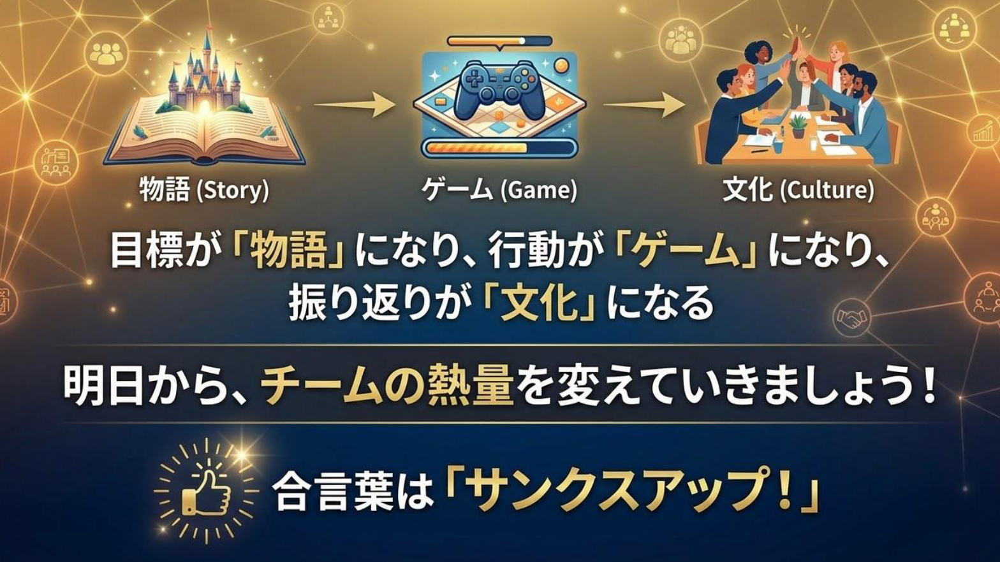 物語 (Story)
ゲーム (Game)
文化 (Culture)
目標が「物語」になり、行動が「ゲーム」になり、
振り返りが「文化」になる
明日から、チームの熱量を変えていきましょう！
合言葉は「サンクスアップ！」